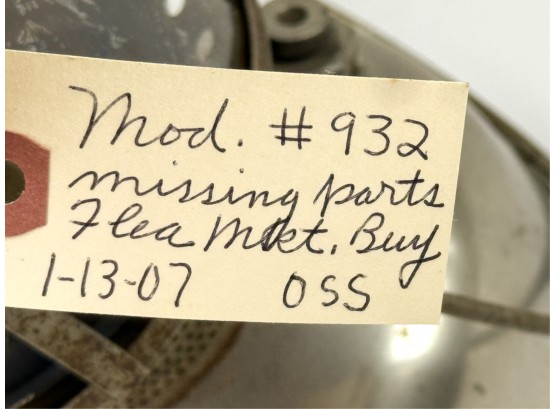 Mod. # 932
missing parts
Flea Mkt. Buy
1-13-07 OSS